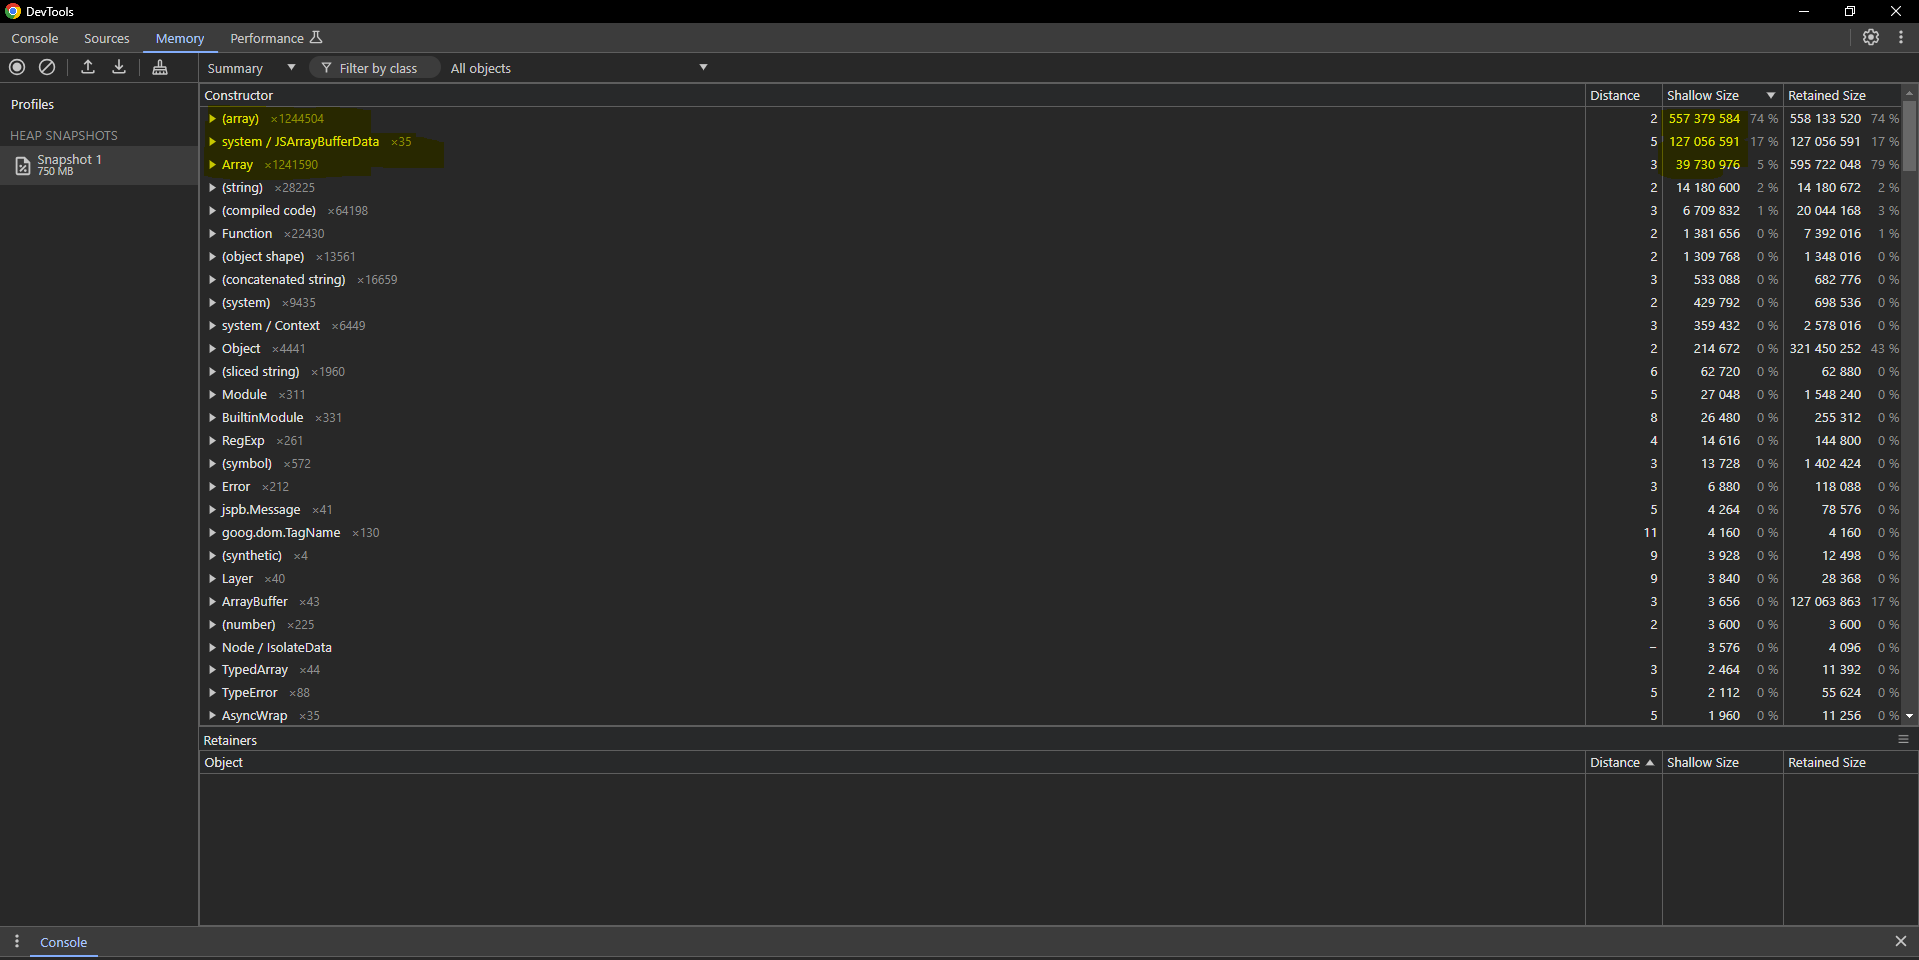 DevTools
Console Sources Memory Performance
Summary Filter by class All objects
Profiles
HEAP SNAPSHOTS
Snapshot 1
750 MB
Constructor Distance Shallow Size Retained Size
(array) ×1244504 2 557 379 584 74 % 558 133 520 74 %
system / JSArrayBufferData ×35 5 127 056 591 17 % 127 056 591 17 %
Array ×1241590 3 39 730 976 5 % 595 722 048 79 %
(string) ×28225 2 14 180 600 2 % 14 180 672 2 %
(compiled code) ×64198 3 6 709 832 1 % 20 044 168 3 %
Function ×22430 2 1 381 656 0 % 7 392 016 1 %
(object shape) ×13561 2 1 309 768 0 % 1 348 016 0 %
(concatenated string) ×16659 3 533 088 0 % 682 776 0 %
(system) ×9435 2 429 792 0 % 698 536 0 %
system / Context ×6449 3 359 432 0 % 2 578 016 0 %
Object ×4441 2 214 672 0 % 321 450 252 43 %
(sliced string) ×1960 6 62 720 0 % 62 880 0 %
Module ×311 5 27 048 0 % 1 548 240 0 %
BuiltinModule ×331 8 26 480 0 % 255 312 0 %
RegExp ×261 4 14 616 0 % 144 800 0 %
(symbol) ×572 3 13 728 0 % 1 402 424 0 %
Error ×212 3 6 880 0 % 118 088 0 %
jspb.Message ×41 5 4 264 0 % 78 576 0 %
goog.dom.TagName ×130 11 4 160 0 % 4 160 0 %
(synthetic) ×4 9 3 928 0 % 12 498 0 %
Layer ×40 9 3 840 0 % 28 368 0 %
ArrayBuffer ×43 3 3 656 0 % 127 063 863 17 %
(number) ×225 2 3 600 0 % 3 600 0 %
Node / IsolateData – 3 576 0 % 4 096 0 %
TypedArray ×44 3 2 464 0 % 11 392 0 %
TypeError ×88 5 2 112 0 % 55 624 0 %
AsyncWrap ×35 5 1 960 0 % 11 256 0 %
Retainers
Object Distance Shallow Size Retained Size
Console